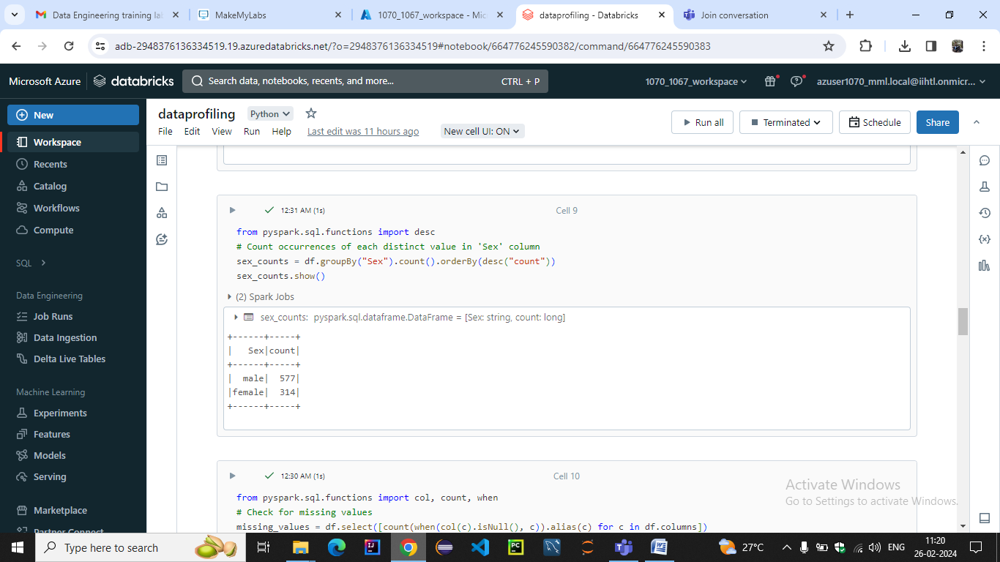 Data Engineering training la
MakeMyLabs
1070_1067_workspace - Mic
dataprofiling - Databricks
Join conversation
adb-2948376136334519.19.azuredatabricks.net/?o=2948376136334519#notebook/664776245590382/command/664776245590383
Microsoft Azure
databricks
Search data, notebooks, recents, and more...
CTRL + P
1070_1067_workspace
azuser1070_mml.local@iihtl.onmicr...
New
Workspace
Recents
Catalog
Workflows
Compute
SQL
Data Engineering
Job Runs
Data Ingestion
Delta Live Tables
Machine Learning
Experiments
Features
Models
Serving
Marketplace
Partner Connect
dataprofiling
Python
File Edit View Run Help Last edit was 11 hours ago New cell UI: ON
Run all
Terminated
Schedule
Share
12:31 AM (1s)
Cell 9
from pyspark.sql.functions import desc
# Count occurrences of each distinct value in 'Sex' column
sex_counts = df.groupBy("Sex").count().orderBy(desc("count"))
sex_counts.show()
(2) Spark Jobs
sex_counts: pyspark.sql.dataframe.DataFrame = [Sex: string, count: long]
+------+-----+
|   Sex|count|
+------+-----+
|  male|  577|
|female|  314|
+------+-----+
12:30 AM (1s)
Cell 10
from pyspark.sql.functions import col, count, when
# Check for missing values
missing_values = df.select([count(when(col(c).isNull(), c)).alias(c) for c in df.columns])
Activate Windows
Go to Settings to activate Windows.
Type here to search
27°C
ENG
11:20
26-02-2024